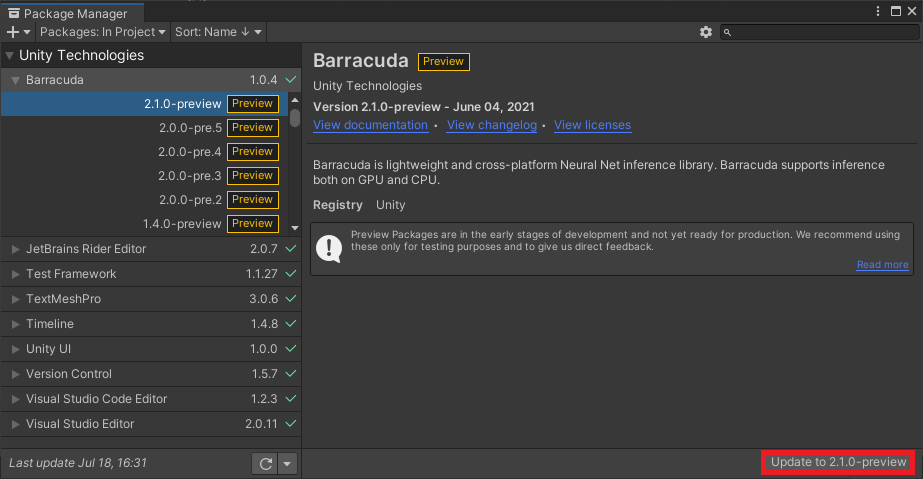 Package Manager
Packages: In Project Sort: Name
Unity Technologies
Barracuda 1.0.4
2.1.0-preview Preview
2.0.0-pre.5 Preview
2.0.0-pre.4 Preview
2.0.0-pre.3 Preview
2.0.0-pre.2 Preview
1.4.0-preview Preview
JetBrains Rider Editor 2.0.7
Test Framework 1.1.27
TextMeshPro 3.0.6
Timeline 1.4.8
Unity UI 1.0.0
Version Control 1.5.7
Visual Studio Code Editor 1.2.3
Visual Studio Editor 2.0.11
Last update Jul 18, 16:31
Barracuda Preview
Unity Technologies
Version 2.1.0-preview - June 04, 2021
View documentation • View changelog • View licenses
Barracuda is lightweight and cross-platform Neural Net inference library. Barracuda supports inference
both on GPU and CPU.
Registry Unity
Preview Packages are in the early stages of development and not yet ready for production. We recommend using
these only for testing purposes and to give us direct feedback.
Read more
Update to 2.1.0-preview